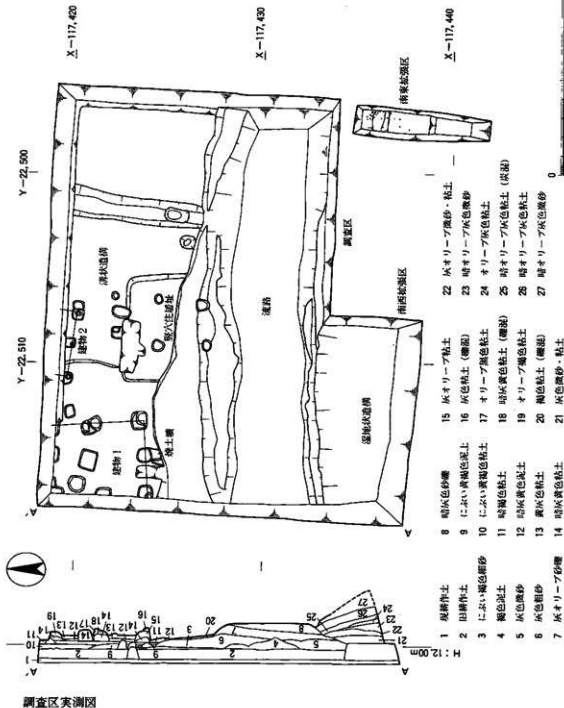 X−117,420
X−117,430
X−117,440
Y−22,500
Y−22,510
建物2
溝状遺構
竪穴住居址
建物1
焼土壙
流路
湿地状遺構
調査区
南西拡張区
南東拡張区
A
A'
A
A'
H:12.00m
0
1 現耕作土
2 旧耕作土
3 にぶい褐色細砂
4 褐色泥土
5 灰色微砂
6 灰色粗砂
7 灰オリーブ砂礫
8 暗灰色砂礫
9 にぶい黄褐色泥土
10 にぶい黄褐色粘土
11 暗褐色粘土
12 暗灰黄色泥土
13 黄灰色粘土
14 暗灰黄色粘土
15 灰オリーブ粘土
16 灰色粘土(礫混)
17 オリーブ黒色粘土
18 暗灰黄色粘土(礫混)
19 オリーブ褐色粘土
20 褐色粘土(礫混)
21 灰色微砂・粘土
22 灰オリーブ微砂・粘土
23 暗オリーブ灰色微砂
24 オリーブ灰色粘土
25 暗オリーブ灰色粘土(炭混)
26 暗オリーブ灰色粘土
27 暗オリーブ灰色微砂
調査区実測図